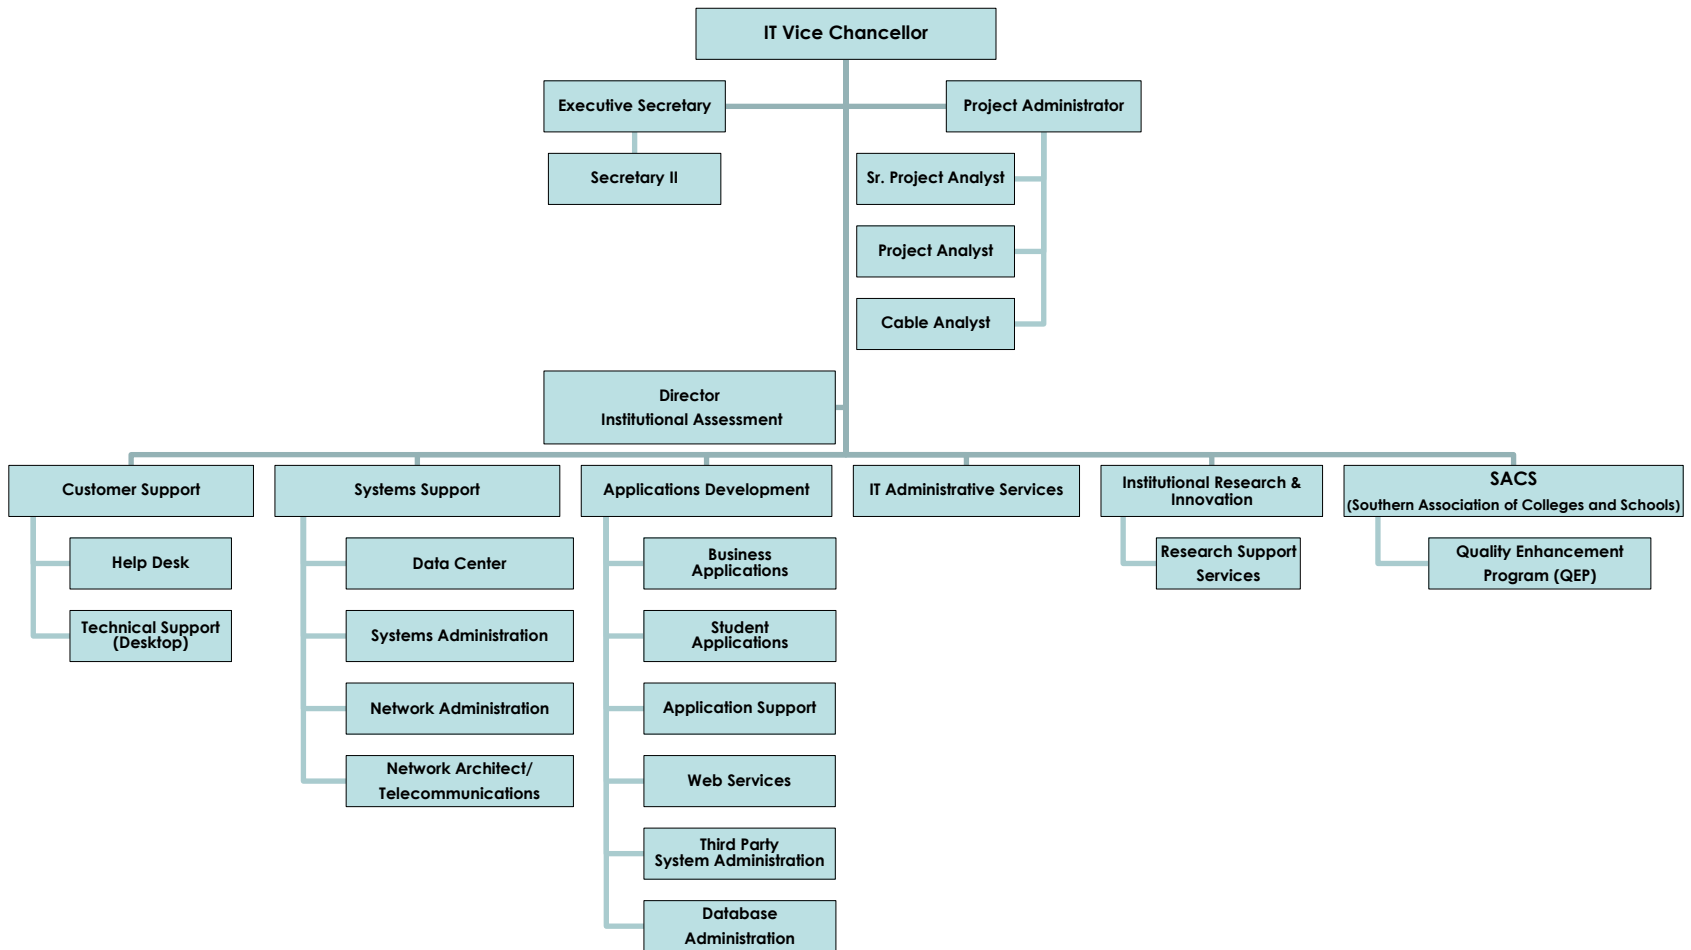 IT Vice Chancellor
Executive Secretary
Project Administrator
Secretary II
Sr. Project Analyst
Project Analyst
Cable Analyst
Director
Institutional Assessment
Customer Support
Systems Support
Applications Development
IT Administrative Services
Institutional Research &
Innovation
SACS
(Southern Association of Colleges and Schools)
Help Desk
Technical Support
(Desktop)
Data Center
Systems Administration
Network Administration
Network Architect/
Telecommunications
Business
Applications
Student
Applications
Application Support
Web Services
Third Party
System Administration
Database
Administration
Research Support
Services
Quality Enhancement
Program (QEP)